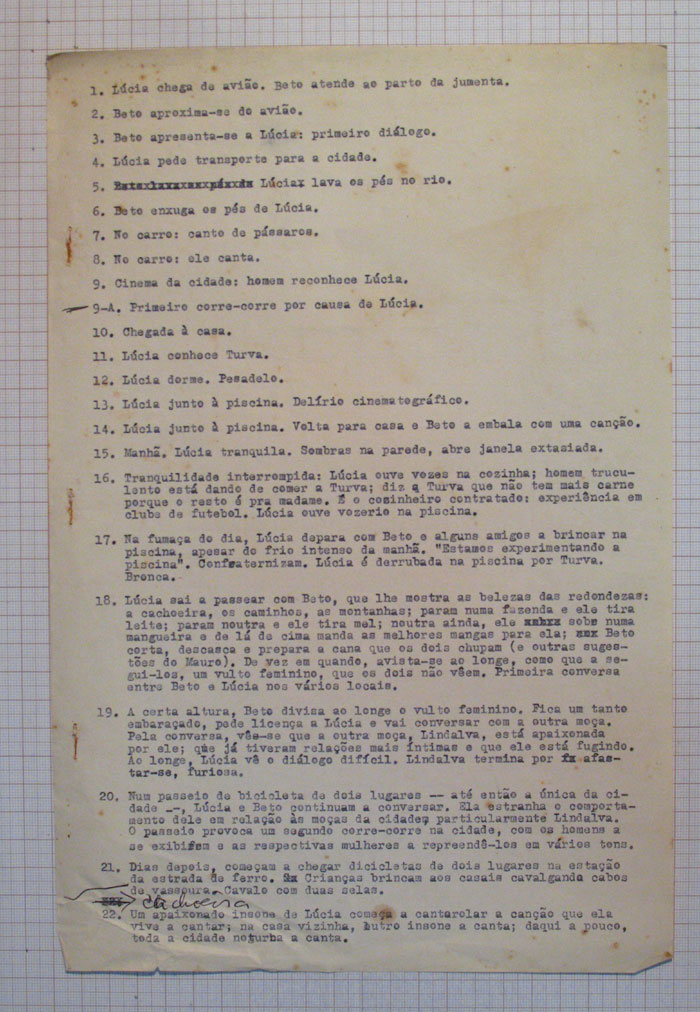 1. Lúcia chega de avião. Beto atende ao parto da jumenta.
2. Beto aproxima-se do avião.
3. Beto apresenta-se a Lúcia: primeiro diálogo.
4. Lúcia pede transporte para a cidade.
5. Lúcia: lava os pés no rio.
6. Beto enxuga os pés de Lúcia.
7. No carro: canto de pássaros.
8. No carro: ele canta.
9. Cinema da cidade: homem reconhece Lúcia.
9-A. Primeiro corre-corre por causa de Lúcia.
10. Chegada à casa.
11. Lúcia conhece Turva.
12. Lúcia dorme. Pesadelo.
13. Lúcia junto à piscina. Delírio cinematográfico.
14. Lúcia junto à piscina. Volta para casa e Beto a embala com uma canção.
15. Manhã. Lúcia tranquila. Sombras na parede, abre janela extasiada.
16. Tranquilidade interrompida: Lúcia ouve vozes na cozinha; homem trucu-
lento está dando de comer a Turva; diz a Turva que não tem mais carne
porque o resto é pra madame. É o cosinheiro contratado: experiência em
clube de futebol. Lúcia ouve vozerio na piscina.
17. Na fumaça do dia, Lúcia depara com Beto e alguns amigos a brincar na
piscina, apesar do frio intenso da manhã. "Estamos experimentando a
piscina". Confraternizam. Lúcia é derrubada na piscina por Turva.
Bronca.
18. Lúcia sai a passear com Beto, que lhe mostra as belezas das redondezas:
a cachoeira, os caminhos, as montanhas; param numa fazenda e ele tira
leite; param noutra e ele tira mel; noutra ainda, ele sobe numa
mangueira e de lá de cima manda as melhores mangas para ela; Beto
corta, descasca e prepara a cana que os dois chupam (e outras suges-
tões do Mauro). De vez em quando, avista-se ao longe, como que a se-
gui-los, um vulto feminino, que os dois não vêem. Primeira conversa
entre Beto e Lúcia nos vários locais.
19. A certa altura, Beto divisa ao longe o vulto feminino. Fica um tanto
embaraçado, pede licença a Lúcia e vai conversar com a outra moça.
Pela conversa, vê-se que a outra moça, Lindalva, está apaixonada
por ele; que já tiveram relações mais íntimas e que ele está fugindo.
Ao longe, Lúcia vê o diálogo difícil. Lindalva termina por afas-
tar-se, furiosa.
20. Num passeio de bicicleta de dois lugares -- até então a única da ci-
dade --, Lúcia e Beto continuam a conversar. Ela estranha o comporta-
mento dele em relação às moças da cidade, particularmente Lindalva.
O passeio provoca um segundo corre-corre na cidade, com os homens a
se exibirem e as respectivas mulheres a repreendê-los em vários tons.
21. Dias depois, começam a chegar dicicletas de dois lugares na estação
da estrada de ferro. Crianças brincam aos casais cavalgando cabos
de vassoura. Cavalo com duas selas.
cachoeira
22. Um apaixonado insone de Lúcia começa a cantarolar a canção que ela
vive a cantar; na casa vizinha, outro insone a canta; daqui a pouco,
toda a cidade noturba a canta.